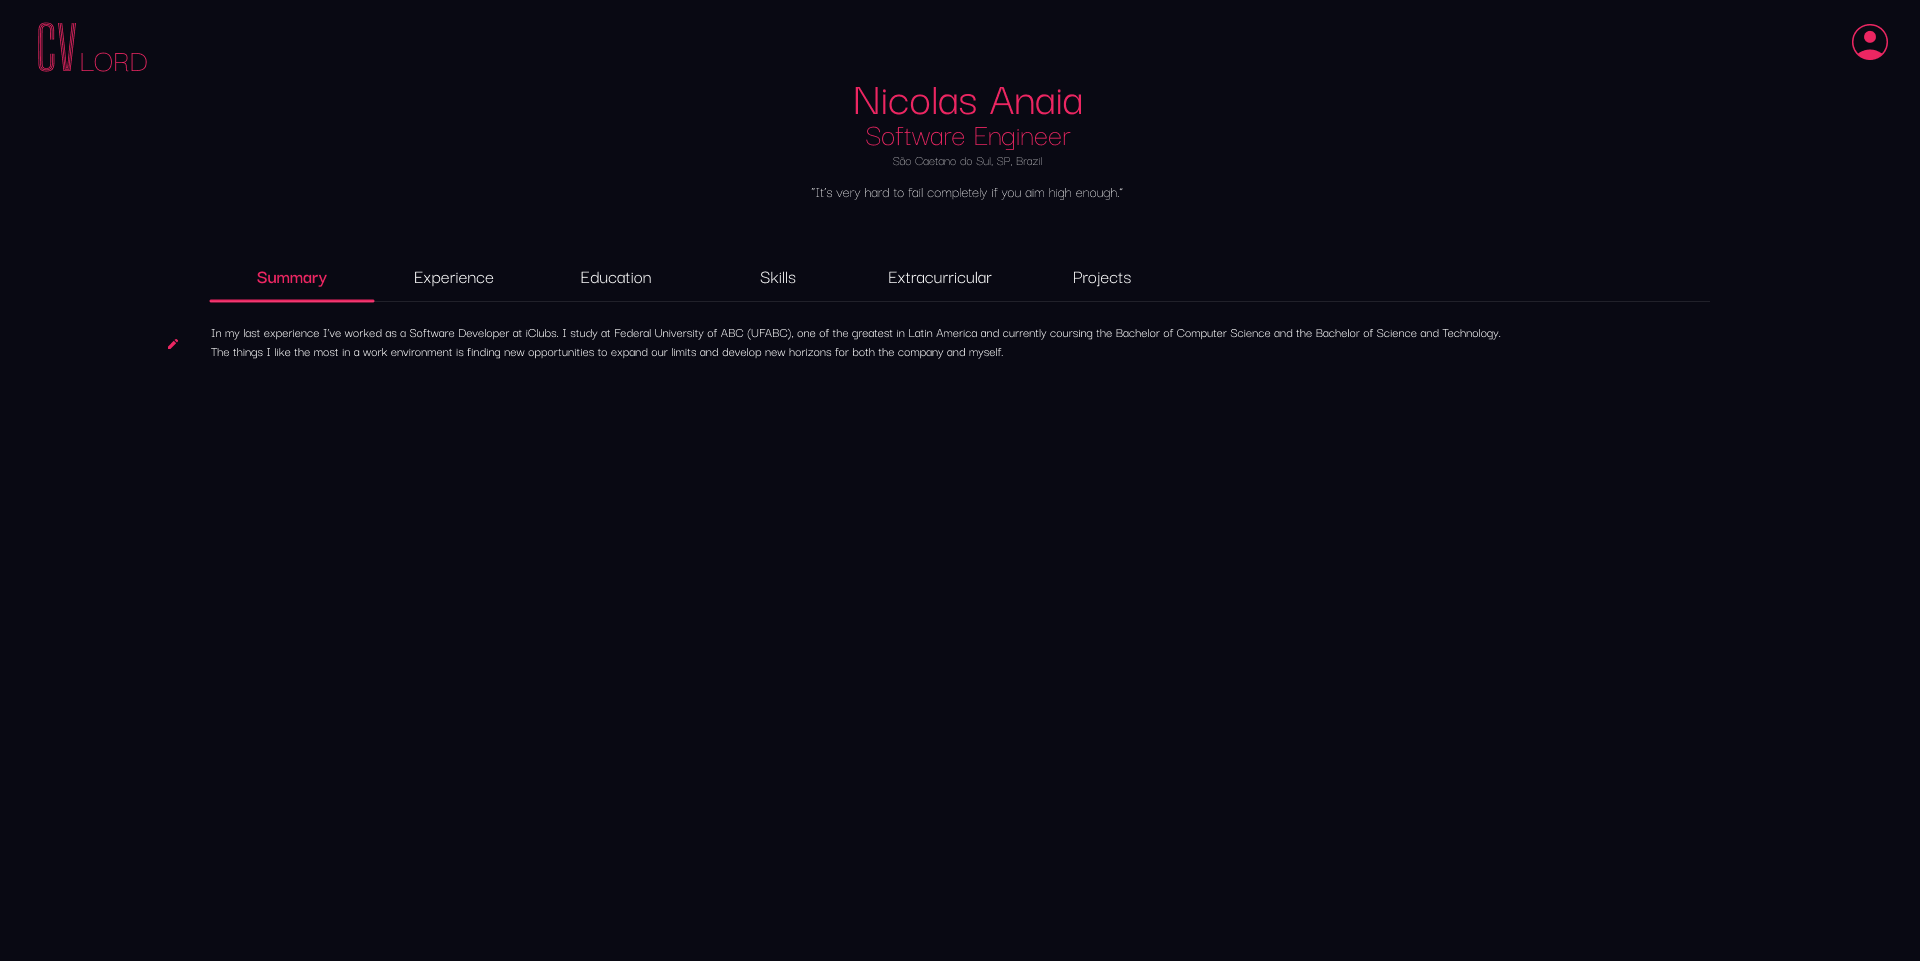 CV LORD
Nicolas Anaia
Software Engineer
São Caetano do Sul, SP, Brazil
"It's very hard to fail completely if you aim high enough."
Summary Experience Education Skills Extracurricular Projects
In my last experience I've worked as a Software Developer at iClubs. I study at Federal University of ABC (UFABC), one of the greatest in Latin America and currently coursing the Bachelor of Computer Science and the Bachelor of Science and Technology.
The things I like the most in a work environment is finding new opportunities to expand our limits and develop new horizons for both the company and myself.